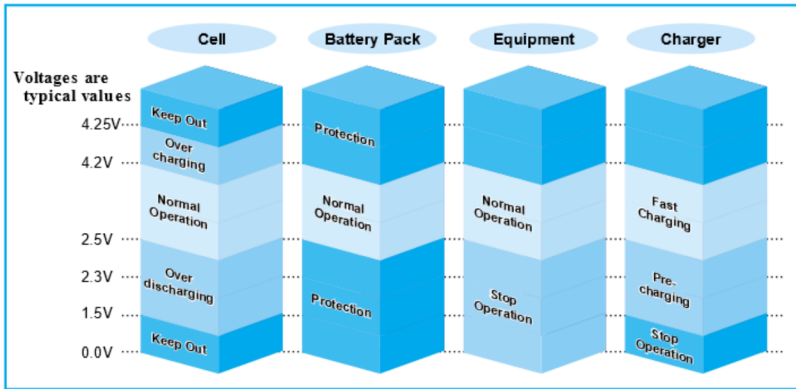 Cell
Battery Pack
Equipment
Charger
Voltages are
typical values
4.25V
4.2V
2.5V
2.3V
1.5V
0.0V
Keep Out
Over
charging
Normal
Operation
Over
discharging
Keep Out
Protection
Normal
Operation
Protection
Normal
Operation
Stop
Operation
Fast
Charging
Pre-
charging
Stop
Operation